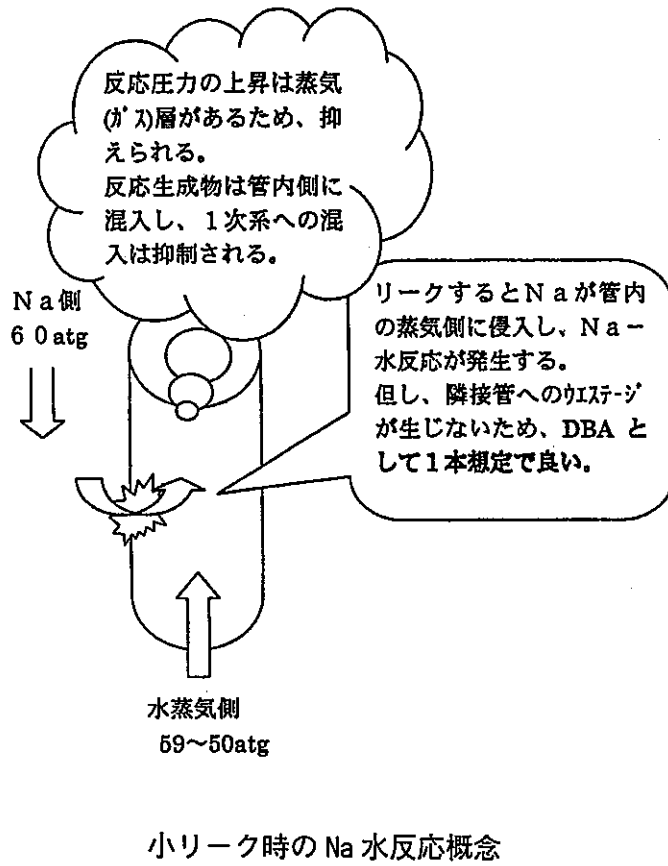 反応圧力の上昇は蒸気
(ガス)層があるため、抑
えられる。
反応生成物は管内側に
混入し、１次系への混
入は抑制される。
Ｎａ側
６０atg
リークするとＮａが管内
の蒸気側に侵入し、Ｎａ－
水反応が発生する。
但し、隣接管へのウエステージ
が生じないため、DBA と
して１本想定で良い。
水蒸気側
59～50atg
小リーク時の Na 水反応概念